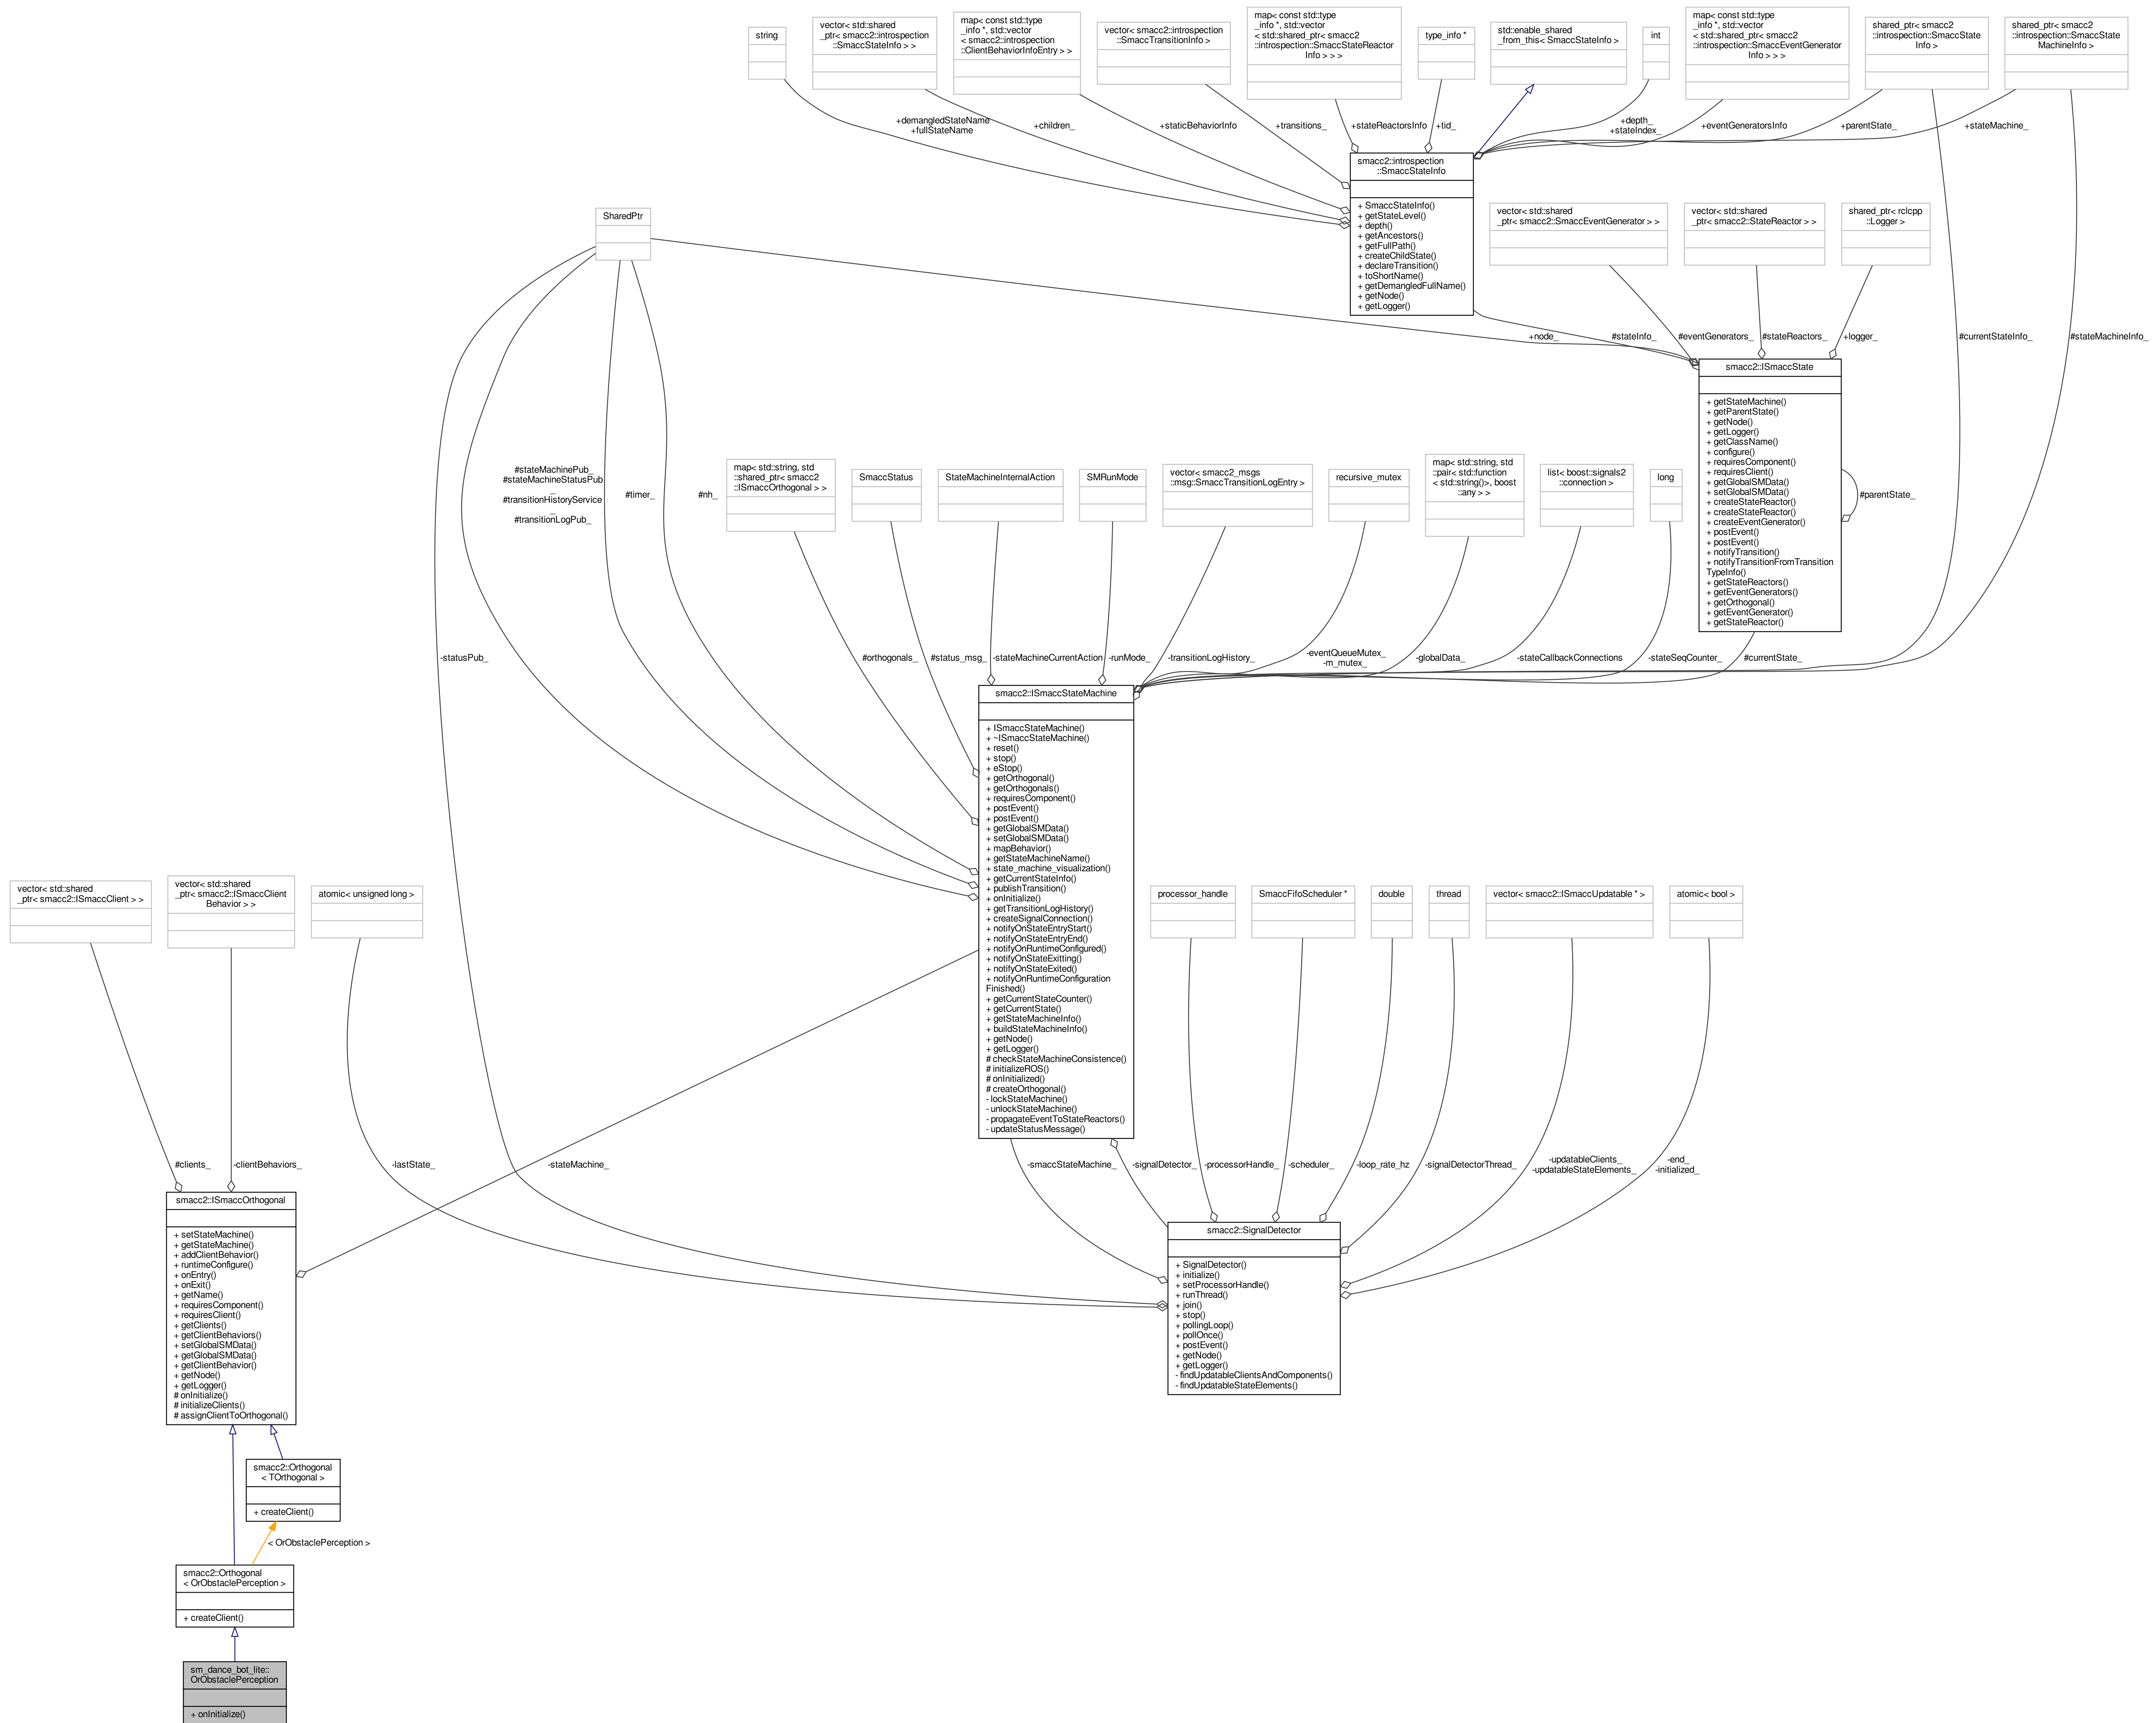 string
vector< std::shared
_ptr< smacc2::introspection
::SmaccStateInfo > >
map< const std::type
_info *, std::vector
< smacc2::introspection
::ClientBehaviorInfoEntry > >
vector< smacc2::introspection
::SmaccTransitionInfo >
map< const std::type
_info *, std::vector
< std::shared_ptr< smacc2
::introspection::SmaccStateReactor
Info > > >
type_info *
std::enable_shared
_from_this< SmaccStateInfo >
int
map< const std::type
_info *, std::vector
< std::shared_ptr< smacc2
::introspection::SmaccEventGenerator
Info > > >
shared_ptr< smacc2
::introspection::SmaccState
Info >
shared_ptr< smacc2
::introspection::SmaccState
MachineInfo >
+demangledStateName
+fullStateName
+children_
+staticBehaviorInfo
+transitions_
+stateReactorsInfo
+tid_
+depth_
+stateIndex_
+eventGeneratorsInfo
+parentState_
+stateMachine_
smacc2::introspection
::SmaccStateInfo
+ SmaccStateInfo()
+ getStateLevel()
+ depth()
+ getAncestors()
+ getFullPath()
+ createChildState()
+ declareTransition()
+ toShortName()
+ getDemangledFullName()
+ getNode()
+ getLogger()
SharedPtr
vector< std::shared
_ptr< smacc2::SmaccEventGenerator > >
vector< std::shared
_ptr< smacc2::StateReactor > >
shared_ptr< rclcpp
::Logger >
+node_
#stateInfo_
#eventGenerators_
#stateReactors_
+logger_
#currentStateInfo_
#stateMachineInfo_
smacc2::ISmaccState
+ getStateMachine()
+ getParentState()
+ getNode()
+ getLogger()
+ getClassName()
+ configure()
+ requiresComponent()
+ requiresClient()
+ getGlobalSMData()
+ setGlobalSMData()
+ createStateReactor()
+ createStateReactor()
+ createEventGenerator()
+ postEvent()
+ postEvent()
+ notifyTransition()
+ notifyTransitionFromTransition
TypeInfo()
+ getStateReactors()
+ getEventGenerators()
+ getOrthogonal()
+ getEventGenerator()
+ getStateReactor()
#parentState_
#stateMachinePub_
#stateMachineStatusPub
_
#transitionHistoryService
_
#transitionLogPub_
#timer_
#nh_
map< std::string, std
::shared_ptr< smacc2
::ISmaccOrthogonal > >
SmaccStatus
StateMachineInternalAction
SMRunMode
vector< smacc2_msgs
::msg::SmaccTransitionLogEntry >
recursive_mutex
map< std::string, std
::pair< std::function
< std::string()>, boost
::any > >
list< boost::signals2
::connection >
long
-statusPub_
#orthogonals_
#status_msg_
-stateMachineCurrentAction
-runMode_
-transitionLogHistory_
-eventQueueMutex_
-m_mutex_
-globalData_
-stateCallbackConnections
-stateSeqCounter_
#currentState_
smacc2::ISmaccStateMachine
+ ISmaccStateMachine()
+ ~ISmaccStateMachine()
+ reset()
+ stop()
+ eStop()
+ getOrthogonal()
+ getOrthogonals()
+ requiresComponent()
+ postEvent()
+ postEvent()
+ getGlobalSMData()
+ setGlobalSMData()
+ mapBehavior()
+ getStateMachineName()
+ state_machine_visualization()
+ getCurrentStateInfo()
+ publishTransition()
+ onInitialize()
+ getTransitionLogHistory()
+ createSignalConnection()
+ notifyOnStateEntryStart()
+ notifyOnStateEntryEnd()
+ notifyOnRuntimeConfigured()
+ notifyOnStateExitting()
+ notifyOnStateExited()
+ notifyOnRuntimeConfiguration
Finished()
+ getCurrentStateCounter()
+ getCurrentState()
+ getStateMachineInfo()
+ buildStateMachineInfo()
+ getNode()
+ getLogger()
# checkStateMachineConsistence()
# initializeROS()
# onInitialized()
# createOrthogonal()
- lockStateMachine()
- unlockStateMachine()
- propagateEventToStateReactors()
- updateStatusMessage()
vector< std::shared
_ptr< smacc2::ISmaccClient > >
vector< std::shared
_ptr< smacc2::ISmaccClient
Behavior > >
atomic< unsigned long >
processor_handle
SmaccFifoScheduler *
double
thread
vector< smacc2::ISmaccUpdatable * >
atomic< bool >
#clients_
-clientBehaviors_
-lastState_
-stateMachine_
-smaccStateMachine_
-signalDetector_
-processorHandle_
-scheduler_
-loop_rate_hz
-signalDetectorThread_
-updatableClients_
-updatableStateElements_
-end_
-initialized_
smacc2::ISmaccOrthogonal
+ setStateMachine()
+ getStateMachine()
+ addClientBehavior()
+ runtimeConfigure()
+ onEntry()
+ onExit()
+ getName()
+ requiresComponent()
+ requiresClient()
+ getClients()
+ getClientBehaviors()
+ setGlobalSMData()
+ getGlobalSMData()
+ getClientBehavior()
+ getNode()
+ getLogger()
# onInitialize()
# initializeClients()
# assignClientToOrthogonal()
smacc2::SignalDetector
+ SignalDetector()
+ initialize()
+ setProcessorHandle()
+ runThread()
+ join()
+ stop()
+ pollingLoop()
+ pollOnce()
+ postEvent()
+ getNode()
+ getLogger()
- findUpdatableClientsAndComponents()
- findUpdatableStateElements()
smacc2::Orthogonal
< TOrthogonal >
+ createClient()
< OrObstaclePerception >
smacc2::Orthogonal
< OrObstaclePerception >
+ createClient()
sm_dance_bot_lite::
OrObstaclePerception
+ onInitialize()